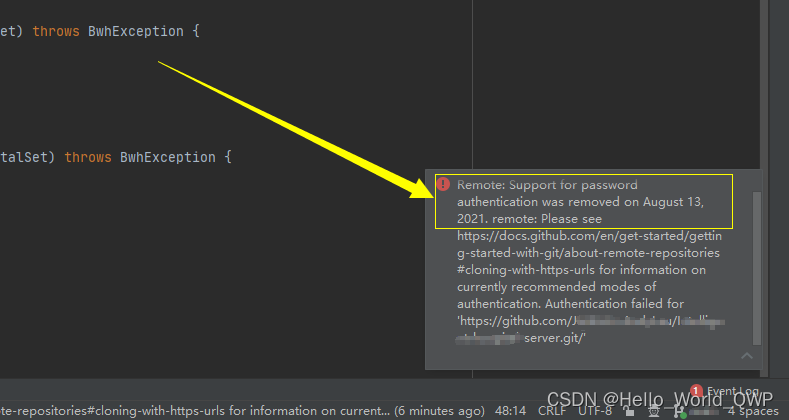 et) throws BwhException {
talSet) throws BwhException {
Remote: Support for password
authentication was removed on August 13,
2021. remote: Please see
https://docs.github.com/en/get-started/gettin
g-started-with-git/about-remote-repositories
#cloning-with-https-urls for information on
currently recommended modes of
authentication. Authentication failed for
'https://github.com/
server.git/'
1 Event Log
te-repositories#cloning-with-https-urls for information on current... (6 minutes ago) 48:14 CRLF UTF-8 4 spaces
CSDN @Hello_World_QWP